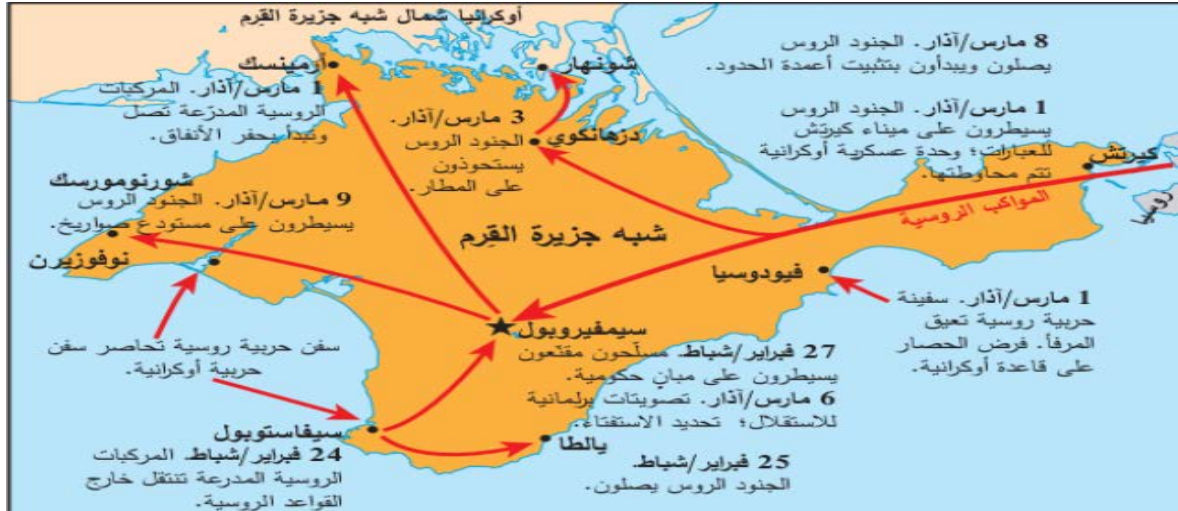 أوكرانيا شمال شبه جزيرة القِرم
أرمينسك
1 مارس/آذار. المركبات
الروسية المدرّعة تصل
وتبدأ بحفر الأنفاق.
شونهار
8 مارس/آذار. الجنود الروس
يصلون ويبدأون بتثبيت أعمدة الحدود.
3 مارس/آذار.
الجنود الروس
يستحوذون
على المطار.
دزهانكوي
1 مارس/آذار. الجنود الروس
يسيطرون على ميناء كيرتش
للعبارات؛ وحدة عسكرية أوكرانية
تتم محاوطتها.
كيرتش
روسيا
المواكب الروسية
شورنومورسك
9 مارس/آذار. الجنود الروس
يسيطرون على مستودع صواريخ.
نوفوزيرن
شبه جزيرة القِرم
فيودوسيا
1 مارس/آذار. سفينة
حربية روسية تعيق
المرفأ. فرض الحصار
على قاعدة أوكرانية.
سيمفيروبول
27 فبراير/شباط. مسلّحون مقنّعون
يسيطرون على مبانٍ حكومية.
6 مارس/آذار. تصويتات برلمانية
للاستقلال؛ تحديد الاستفتاء.
سفن حربية روسية تحاصر سفن
حربية أوكرانية.
سيفاستوبول
24 فبراير/شباط. المركبات
الروسية المدرعة تنتقل خارج
القواعد الروسية.
يالطا
25 فبراير/شباط.
الجنود الروس يصلون.